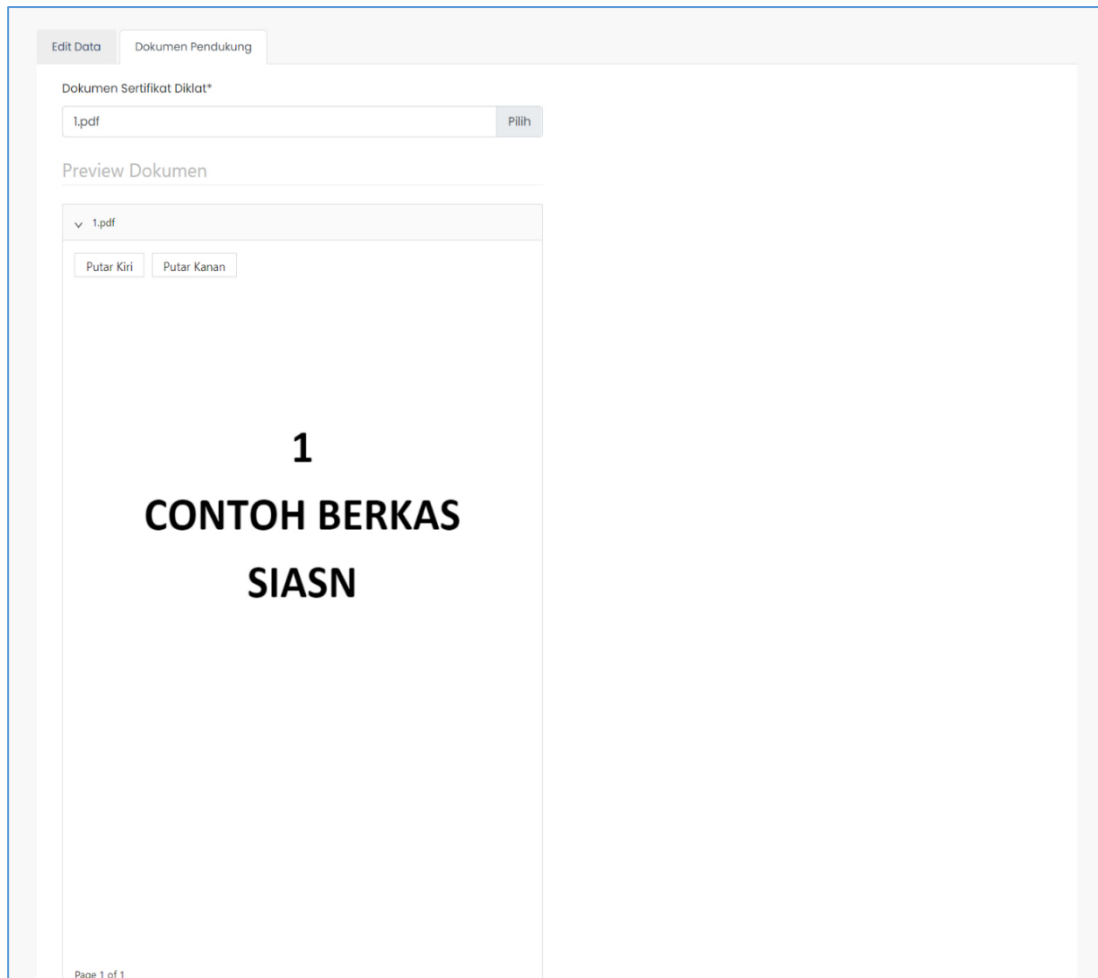 Edit Data Dokumen Pendukung
Dokumen Sertifikat Diklat*
1.pdf Pilih
Preview Dokumen
1.pdf
Putar Kiri Putar Kanan
1
CONTOH BERKAS
SIASN
Page 1 of 1